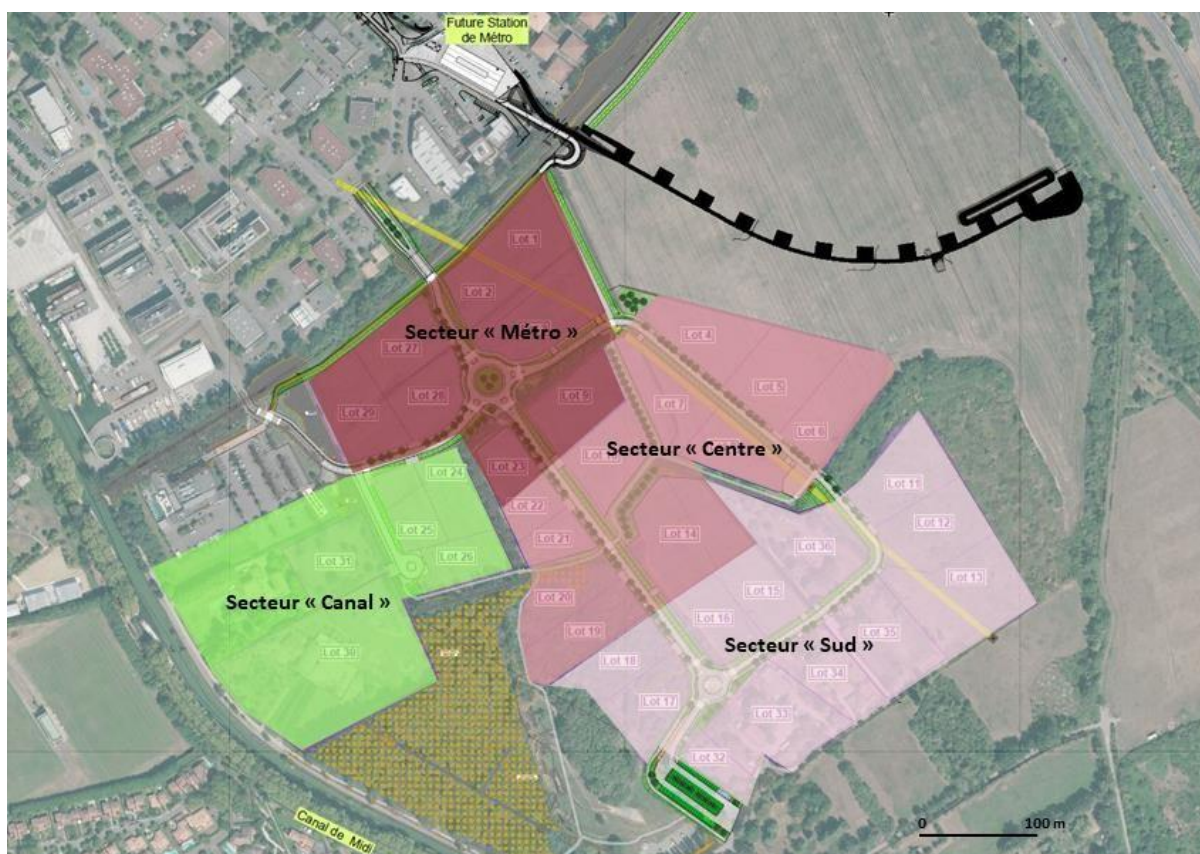 Future Station
de Métro
Lot 1
Lot 2
Secteur « Métro »
Lot 4
Lot 27
Lot 5
Lot 28
Lot 9
Lot 29
Lot 7
Lot 6
Secteur « Centre »
Lot 23
Lot 24
Lot 11
Lot 22
Lot 12
Lot 25
Lot 21
Lot 14
Lot 36
Lot 26
Lot 31
Lot 13
Lot 15
Lot 20
Secteur « Canal »
Lot 16
Lot 19
Lot 35
Secteur « Sud »
Lot 30
Lot 18
Lot 34
Lot 17
Lot 33
Lot 32
Canal de Midi
0 100 m